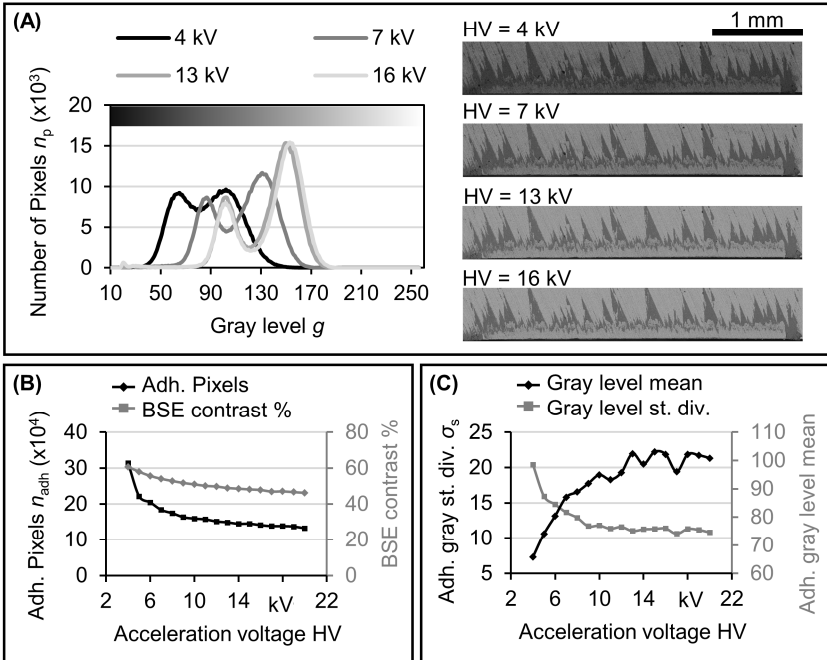 (A)
4 kV 7 kV
13 kV 16 kV
Number of Pixels nₚ (x10³)
20
15
10
5
0
10 50 90 130 170 210 250
Gray level g
1 mm
HV = 4 kV
HV = 7 kV
HV = 13 kV
HV = 16 kV
(B)
Adh. Pixels
BSE contrast %
Adh. Pixels n_adh (x10⁴)
40
30
20
10
0
80
60
40
20
0
BSE contrast %
2 6 10 14 kV 22
Acceleration voltage HV
(C)
Gray level mean
Gray level st. div.
Adh. gray st. div. σₛ
25
20
15
10
5
110
100
90
80
70
60
Adh. gray level mean
2 6 10 14 kV 22
Acceleration voltage HV